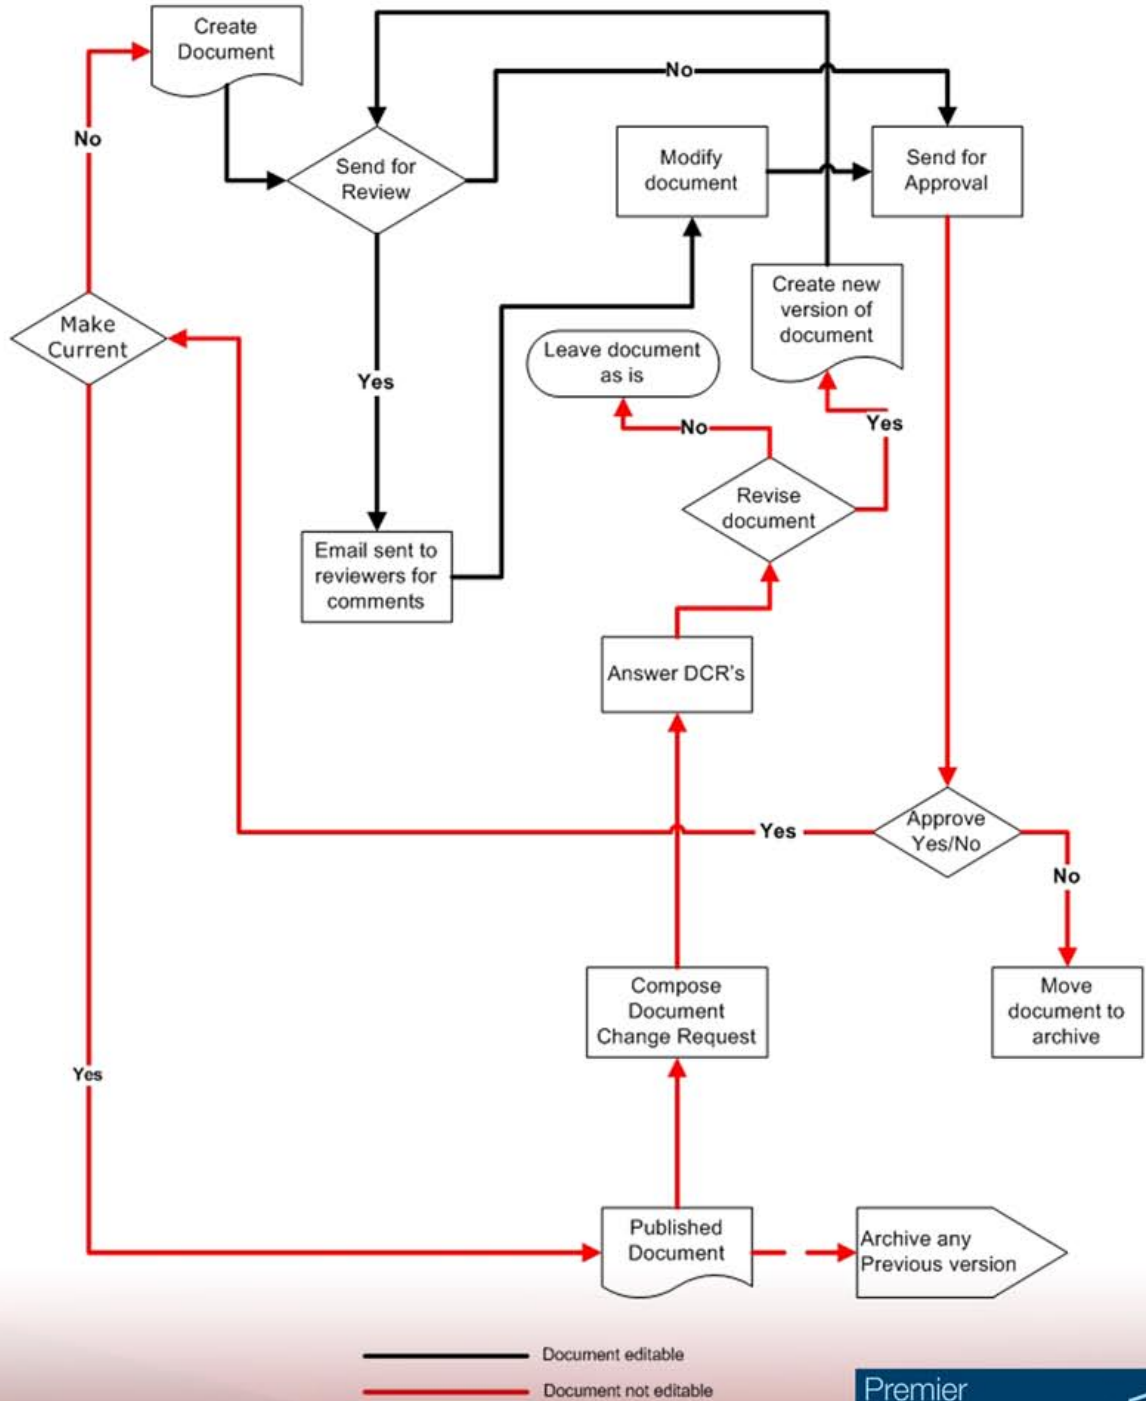 Create
Document
No
No
Send for
Review
Modify
document
Send for
Approval
Create new
version of
document
Make
Current
Leave document
as is
Yes
No
Yes
Revise
document
Email sent to
reviewers for
comments
Answer DCR's
Yes
Approve
Yes/No
No
Compose
Document
Change Request
Move
document to
archive
Yes
Published
Document
Archive any
Previous version
Document editable
Document not editable
Premier